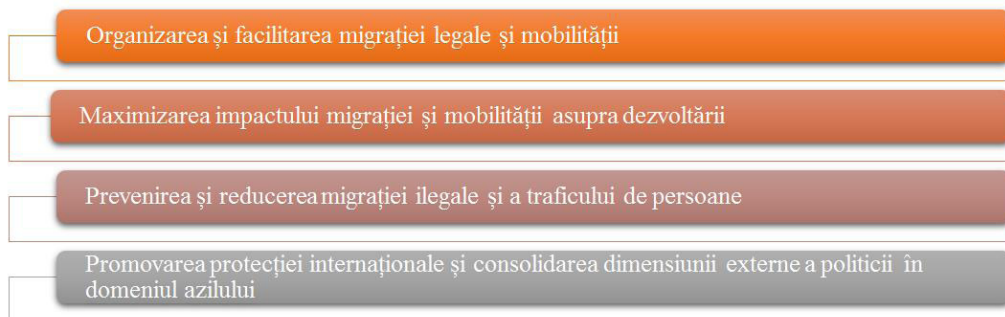 Organizarea și facilitarea migrației legale și mobilității
Maximizarea impactului migrației și mobilității asupra dezvoltării
Prevenirea și reducerea migrației ilegale și a traficului de persoane
Promovarea protecției internaționale și consolidarea dimensiunii externe a politicii în
domeniul azilului